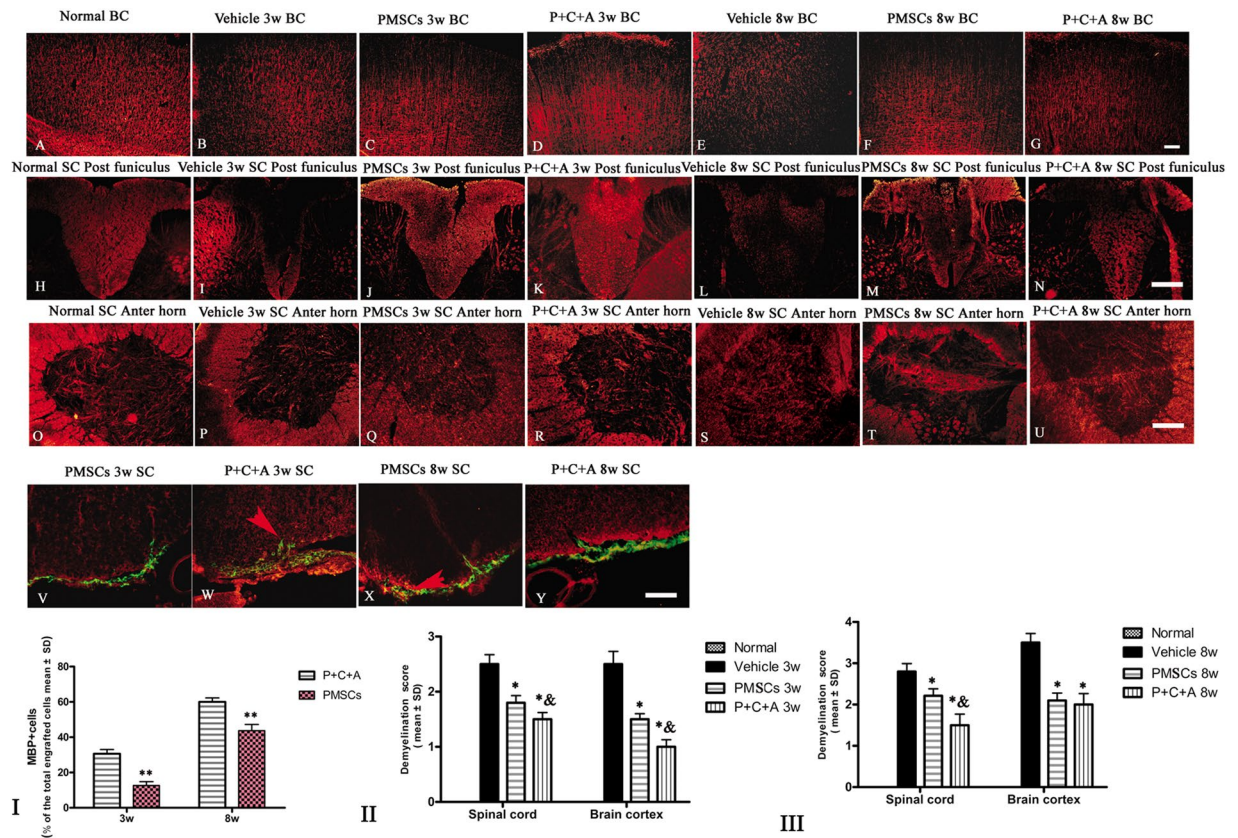 Normal BC Vehicle 3w BC PMSCs 3w BC P+C+A 3w BC Vehicle 8w BC PMSCs 8w BC P+C+A 8w BC
A B C D E F G
Normal SC Post funiculus Vehicle 3w SC Post funiculus PMSCs 3w Post funiculus P+C+A 3w Post funiculus Vehicle 8w SC Post funiculus PMSCs 8w SC Post funiculus P+C+A 8w SC Post funiculus
H I J K L M N
Normal SC Anter horn Vehicle 3w SC Anter horn PMSCs 3w SC Anter horn P+C+A 3w SC Anter horn Vehicle 8w SC Anter horn PMSCs 8w SC Anter horn P+C+A 8w SC Anter horn
O P Q R S T U
PMSCs 3w SC P+C+A 3w SC PMSCs 8w SC P+C+A 8w SC
V W X Y
I
MBP+cells
(% of the total engrafted cells mean ± SD)
80
60
40
20
0
** **
3w 8w
P+C+A
PMSCs
II
Demyelination score
( mean ± SD)
3
2
1
0
* *& * *&
Spinal cord Brain cortex
Normal
Vehicle 3w
PMSCs 3w
P+C+A 3w
III
Demyelination score
( mean ± SD)
4
3
2
1
0
* *& * *
Spinal cord Brain cortex
Normal
Vehicle 8w
PMSCs 8w
P+C+A 8w